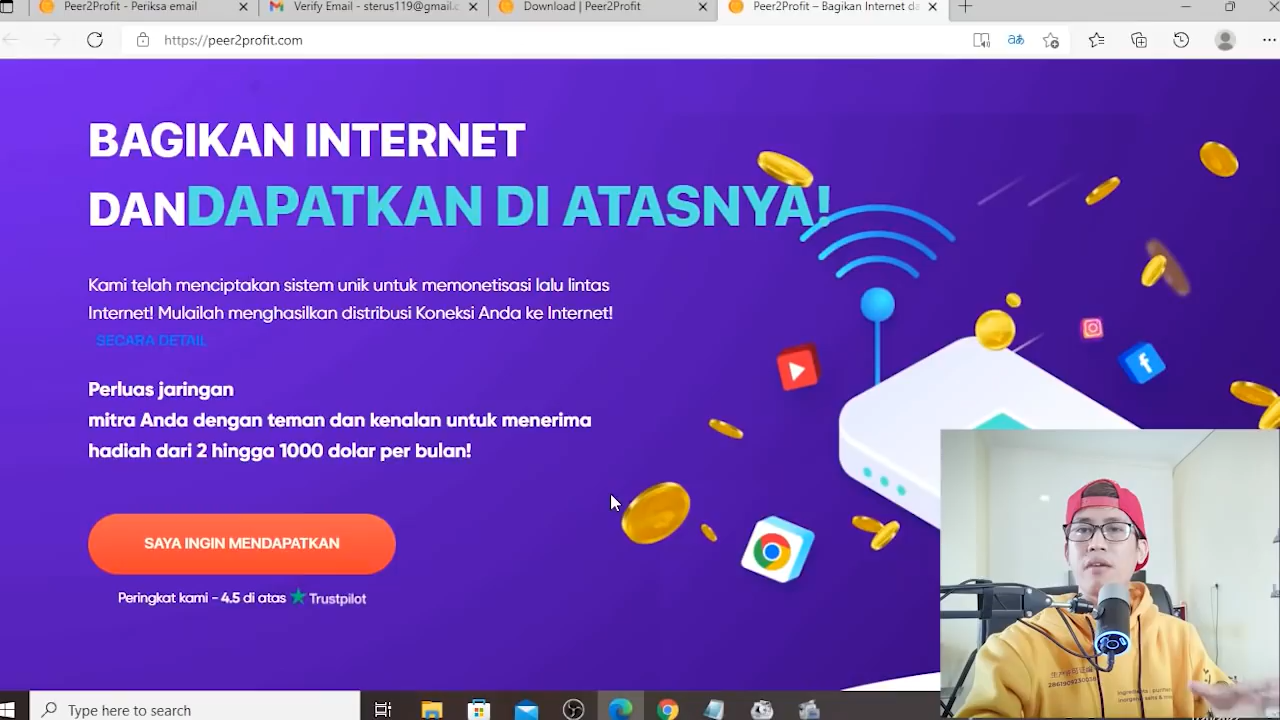 Peer2Profit - Periksa email
Verify Email - sterus119@gmail.c
Download | Peer2Profit
Peer2Profit – Bagikan Internet da
https://peer2profit.com
BAGIKAN INTERNET
DANDAPATKAN DI ATASNYA!
Kami telah menciptakan sistem unik untuk memonetisasi lalu lintas
Internet! Mulailah menghasilkan distribusi Koneksi Anda ke Internet!
SECARA DETAIL
Perluas jaringan
mitra Anda dengan teman dan kenalan untuk menerima
hadiah dari 2 hingga 1000 dolar per bulan!
SAYA INGIN MENDAPATKAN
Peringkat kami – 4.5 di atas Trustpilot
Type here to search